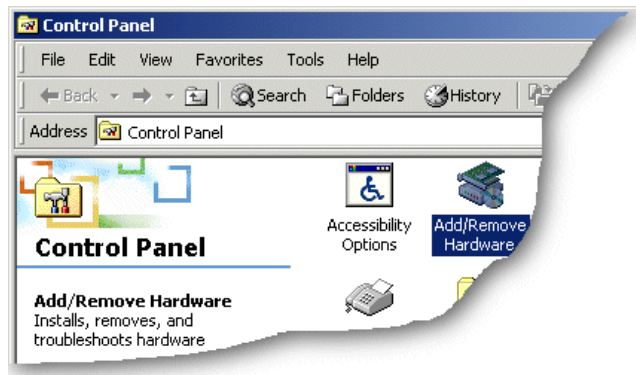 Control Panel
File Edit View Favorites Tools Help
Back Search Folders History
Address Control Panel
Accessibility
Options
Add/Remove
Hardware
Control Panel
Add/Remove Hardware
Installs, removes, and
troubleshoots hardware